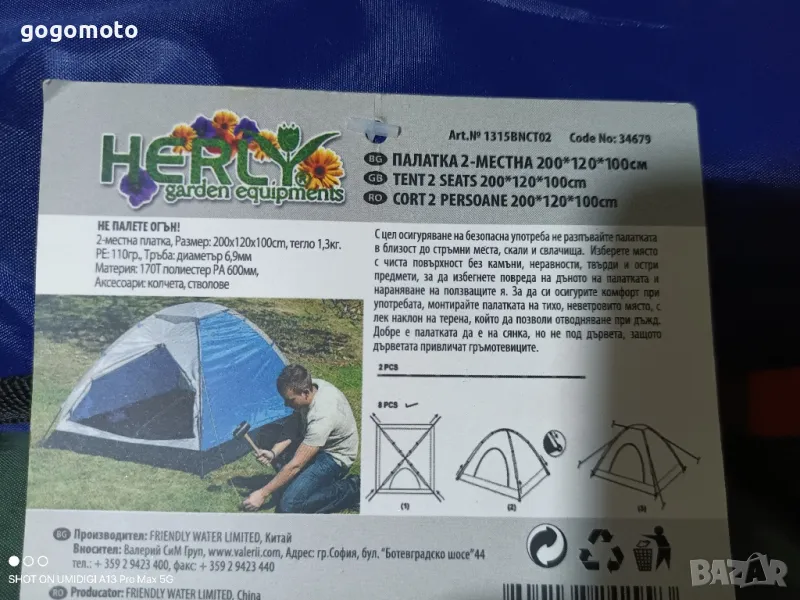 gogomoto
Art.№ 1315BNCT02 Code No: 34679
HERLY®
garden equipments
BG ПАЛАТКА 2-МЕСТНА 200*120*100см
GB TENT 2 SEATS 200*120*100cm
RO CORT 2 PERSOANE 200*120*100cm
НЕ ПАЛЕТЕ ОГЪН!
2-местна платка, Размер: 200x120x100cm, тегло 1,3кг.
PE: 110гр., Тръба: диаметър 6,9мм
Материя: 170T полиестер PA 600мм,
Аксесоари: колчета, стволове
С цел осигуряване на безопасна употреба не разпъвайте палатката
в близост до стръмни места, скали и свлачища. Изберете място
с чиста повърхност без камъни, неравности, твърди и остри
предмети, за да избегнете повреда на дъното на палатката и
нараняване на ползващите я. За да си осигурите комфорт при
употребата, монтирайте палатката на тихо, неветровито място, с
лек наклон на терена, който да позволи отводняване при дъжд.
Добре е палатката да е на сянка, но не под дървета, защото
дърветата привличат гръмотевиците.
2 PCS
8 PCS
(1)
(2)
(3)
BG Производител: FRIENDLY WATER LIMITED, Китай
Вносител: Валерий СиМ Груп, www.valerii.com, Адрес: гр.София, бул. "Ботевградско шосе" 44
тел.: + 359 2 9423 400, факс: + 359 2 9423 440
RO Producator: FRIENDLY WATER LIMITED, China
SHOT ON UMIDIGI A13 Pro Max 5G
BAZAR